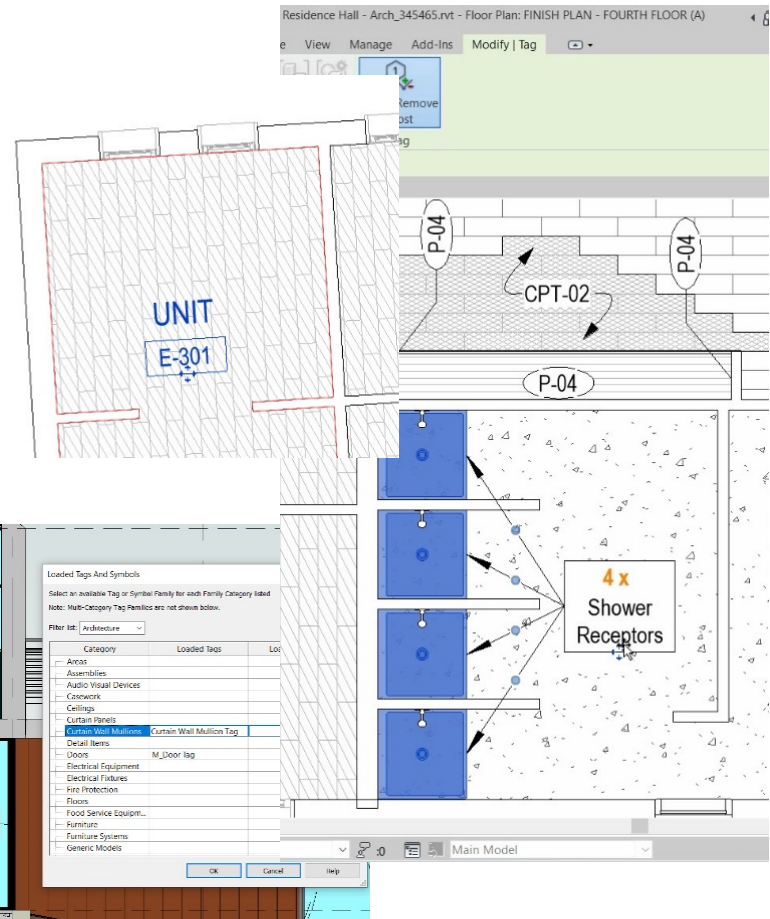 Residence Hall - Arch_345465.rvt - Floor Plan: FINISH PLAN - FOURTH FLOOR (A)
View Manage Add-Ins Modify | Tag
1
Remove
P-04
P-04
CPT-02
P-04
UNIT
E-301
4 x
Shower
Receptors
:0 Main Model
Loaded Tags And Symbols
Select an available Tag or Symbol Family for each Family Category listed
Note: Multi-Category Tag Families are not shown below.
Filter list: Architecture
Category Loaded Tags
Areas
Assemblies
Audio Visual Devices
Casework
Ceilings
Curtain Panels
Curtain Wall Mullions Curtain Wall Mullion Tag
Detail Items
Doors M_Door Tag
Electrical Equipment
Electrical Fixtures
Fire Protection
Floors
Food Service Equipm...
Furniture
Furniture Systems
Generic Models
OK Cancel Help